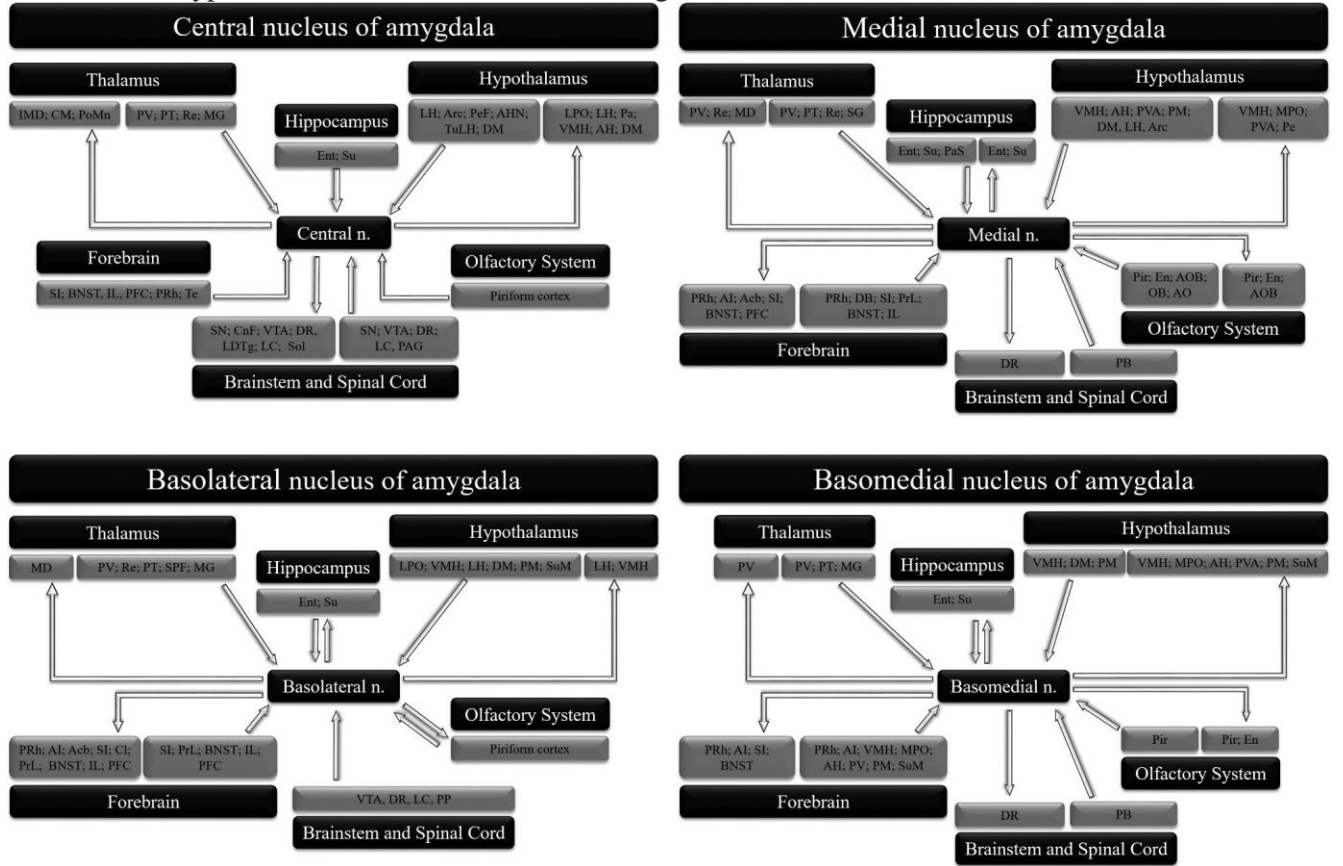 Central nucleus of amygdala
Thalamus
Hypothalamus
IMD; CM; PoMn
PV; PT; Re; MG
Hippocampus
LH; Arc; PeF; AHN;
TuLH; DM
LPO; LH; Pa;
VMH; AH; DM
Ent; Su
Central n.
Forebrain
Olfactory System
SI; BNST, IL, PFC; PRh; Te
Piriform cortex
SN; CnF; VTA; DR,
LDTg; LC; Sol
SN; VTA; DR;
LC, PAG
Brainstem and Spinal Cord
Medial nucleus of amygdala
Thalamus
Hypothalamus
PV; Re; MD
PV; PT; Re; SG
Hippocampus
VMH; AH; PVA; PM;
DM, LH, Arc
VMH; MPO;
PVA; Pe
Ent; Su; PaS
Ent; Su
Medial n.
PRh; AI; Acb; SI;
BNST; PFC
PRh; DB; SI; PrL;
BNST; IL
Pir; En; AOB;
OB; AO
Pir; En;
AOB
Forebrain
Olfactory System
DR
PB
Brainstem and Spinal Cord
Basolateral nucleus of amygdala
Thalamus
Hypothalamus
MD
PV; Re; PT; SPF; MG
Hippocampus
LPO; VMH; LH; DM; PM; SuM
LH; VMH
Ent; Su
Basolateral n.
Olfactory System
PRh; AI; Acb; SI; Cl;
PrL; BNST; IL; PFC
SI; PrL; BNST; IL;
PFC
Piriform cortex
Forebrain
VTA, DR, LC, PP
Brainstem and Spinal Cord
Basomedial nucleus of amygdala
Thalamus
Hypothalamus
PV
PV; PT; MG
Hippocampus
VMH; DM; PM
VMH; MPO; AH; PVA; PM; SuM
Ent; Su
Basomedial n.
PRh; AI; SI;
BNST
PRh; AI; VMH; MPO;
AH; PV; PM; SuM
Pir
Pir; En
Forebrain
Olfactory System
DR
PB
Brainstem and Spinal Cord